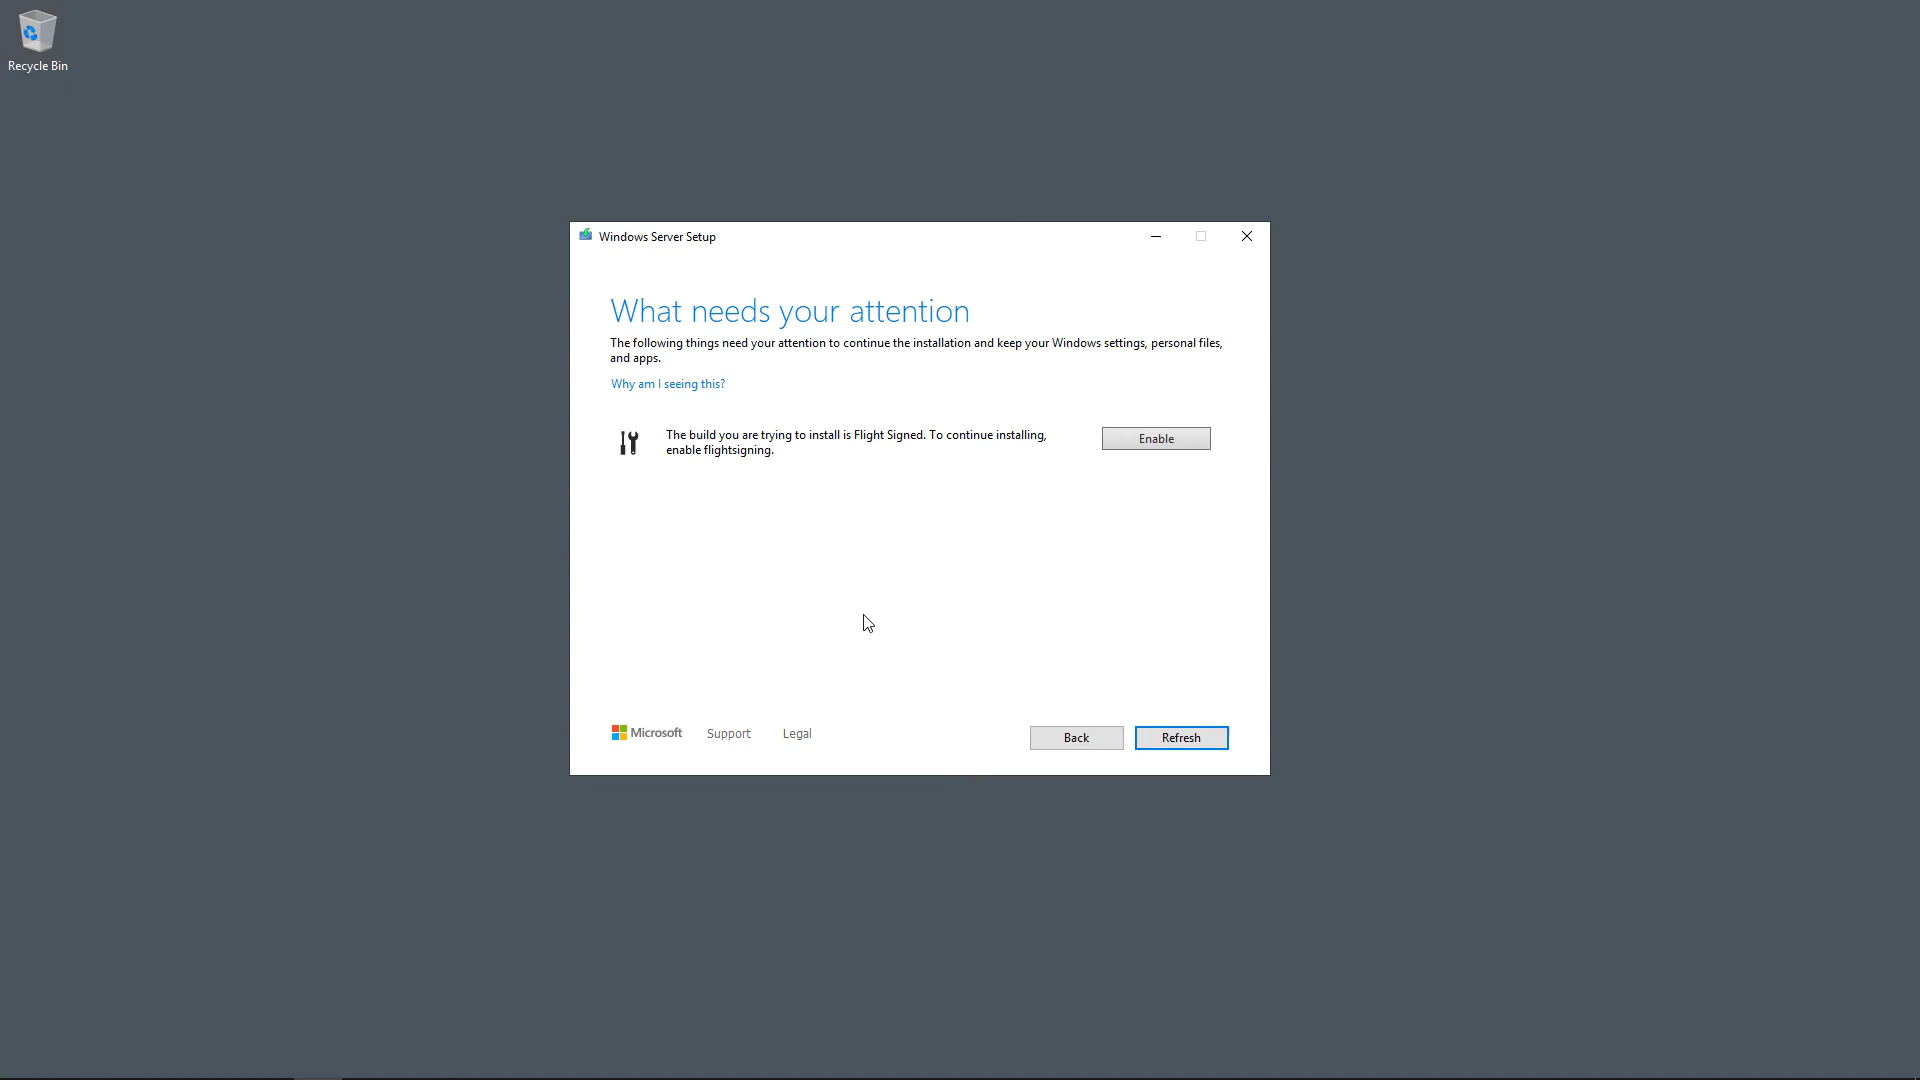 Recycle Bin
Windows Server Setup
What needs your attention
The following things need your attention to continue the installation and keep your Windows settings, personal files,
and apps.
Why am I seeing this?
The build you are trying to install is Flight Signed. To continue installing,
enable flightsigning.
Enable
Microsoft
Support
Legal
Back
Refresh